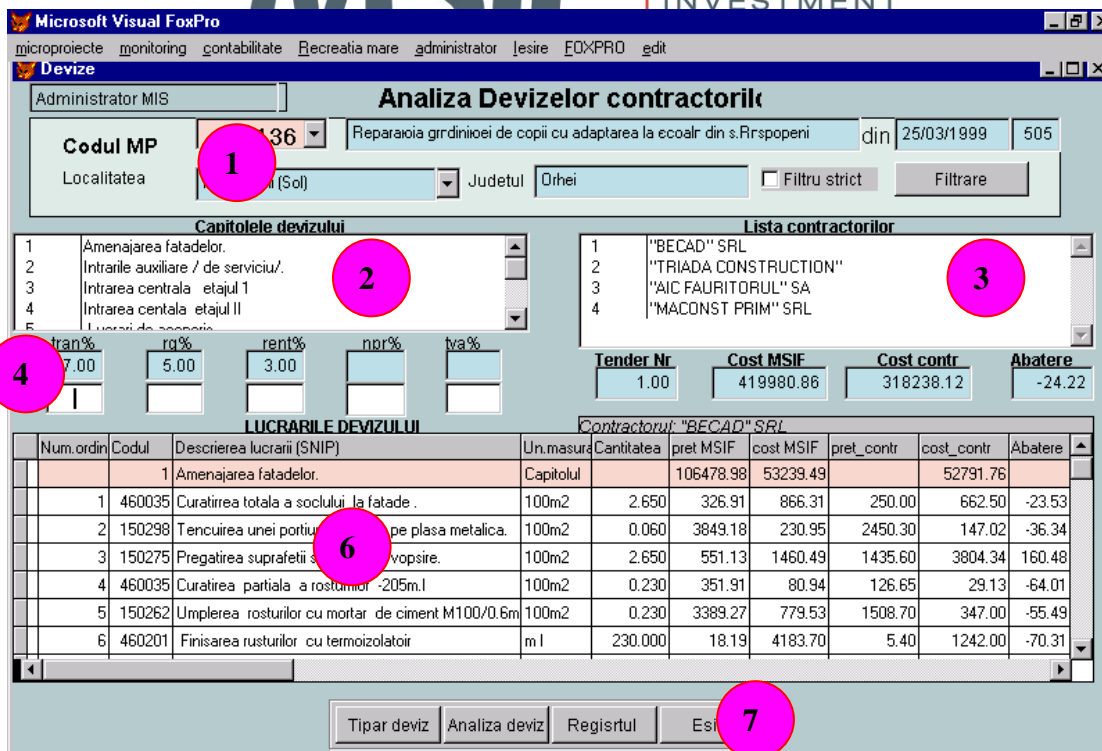 INVESTMENT
Microsoft Visual FoxPro
microproiecte monitoring contabilitate Recreatia mare administrator Iesire FOXPRO edit
Devize
Administrator MIS
Analiza Devizelor contractorilo
Codul MP
136
Reparaюia grrdiniюei de copii cu adaptarea la єcoalr din s.Rrspopeni
din 25/03/1999 505
1
Localitatea
(Sol)
Judetul Orhei
Filtru strict
Filtrare
Capitolele devizului
1 Amenajarea fatadelor.
2 Intrarile auxiliare / de serviciu/.
3 Intrarea centrala etajul 1
4 Intrarea centala etajul II
5
2
Lista contractorilor
1 "BECAD" SRL
2 "TRIADA CONSTRUCTION"
3 "AIC FAURITORUL" SA
4 "MACONST PRIM" SRL
3
tran% rg% rent% npr% tva%
7.00 5.00 3.00
4
Tender Nr Cost MSIF Cost contr Abatere
1.00 419980.86 318238.12 -24.22
LUCRARILE DEVIZULUI
Contractorul: "BECAD" SRL
Num.ordin Codul Descrierea lucrarii (SNIP) Un.masura Cantitatea pret MSIF cost MSIF pret_contr cost_contr Abatere
1 Amenajarea fatadelor. Capitolul 106478.98 53239.49 52791.76
1 460035 Curatirrea totala a soclului la fatade . 100m2 2.650 326.91 866.31 250.00 662.50 -23.53
2 150298 Tencuirea unei portiu pe plasa metalica. 100m2 0.060 3849.18 230.95 2450.30 147.02 -36.34
3 150275 Pregatirea suprafetii s vopsire. 100m2 2.650 551.13 1460.49 1435.60 3804.34 160.48
4 460035 Curatirea partiala a rosturilor -205m.l 100m2 0.230 351.91 80.94 126.65 29.13 -64.01
5 150262 Umplerea rosturilor cu mortar de ciment M100/0.6m 100m2 0.230 3389.27 779.53 1508.70 347.00 -55.49
6 460201 Finisarea rusturilor cu termoizolatoir m l 230.000 18.19 4183.70 5.40 1242.00 -70.31
6
Tipar deviz Analiza deviz Regisrtul Esi
7